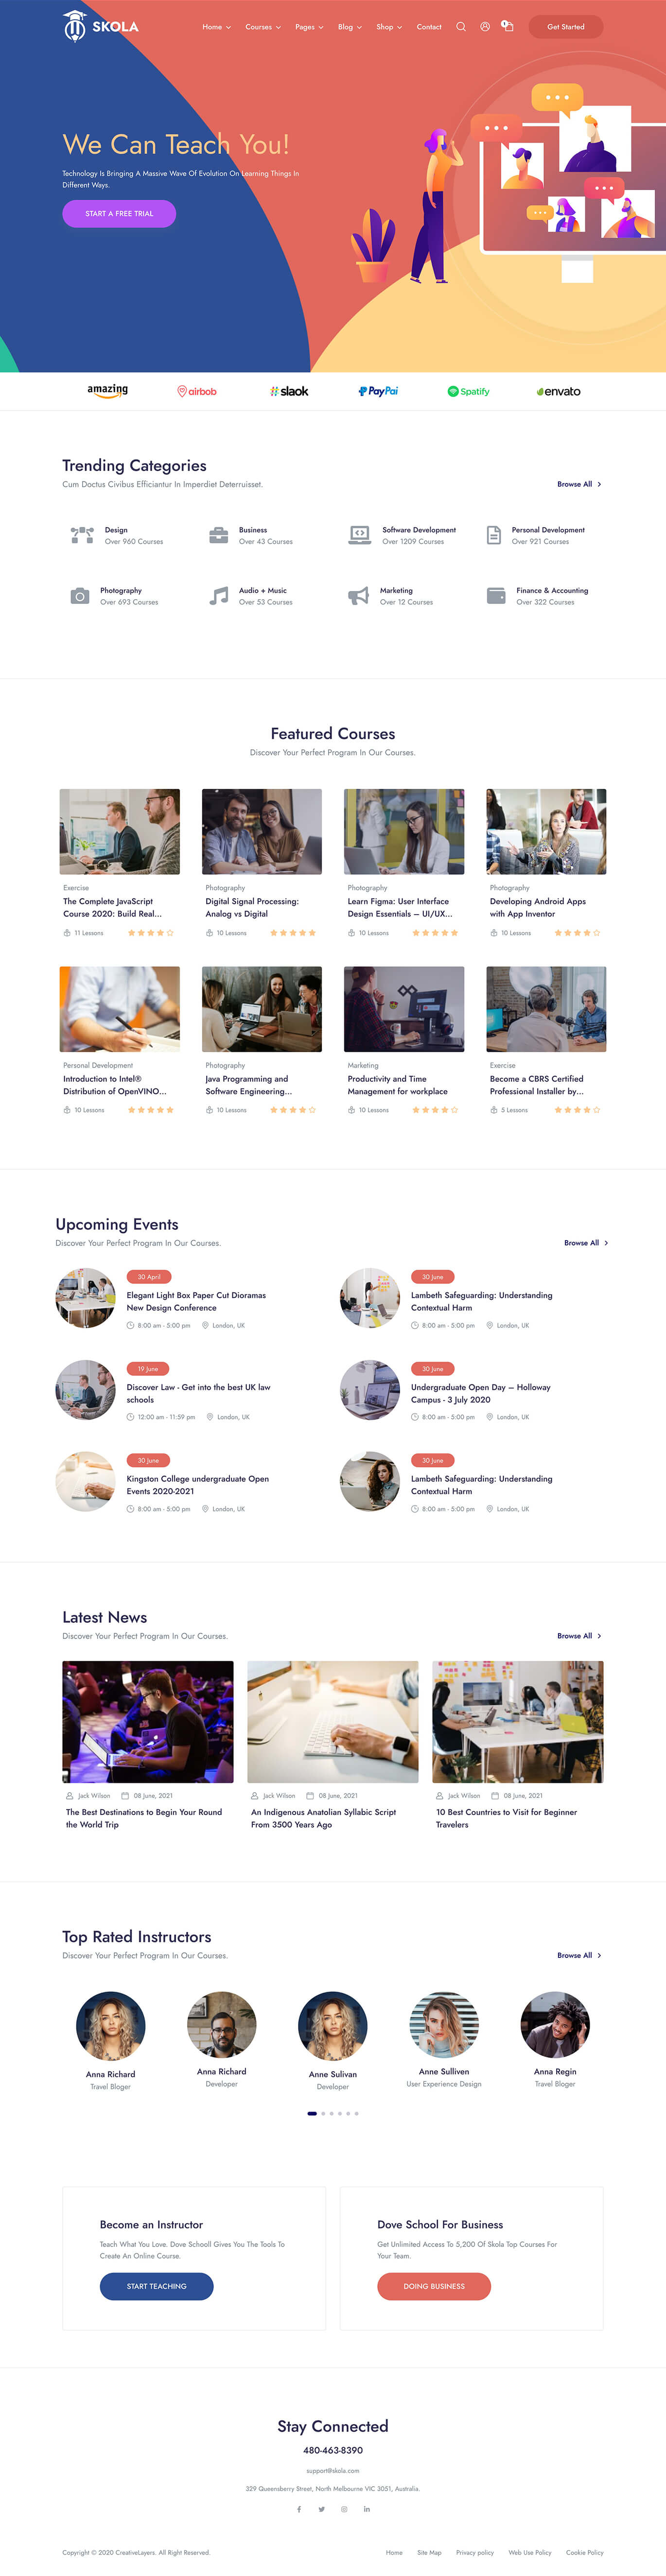 SKOLA
Home Courses Pages Blog Shop Contact Get Started
We Can Teach You!
Technology Is Bringing A Massive Wave Of Evolution On Learning Things In
Different Ways.
START A FREE TRIAL
amazing airbob slaok PayPai Spatify envato
Trending Categories
Cum Doctus Civibus Efficiantur In Imperdiet Deterruisset.
Browse All
Design Business Software Development Personal Development
Over 960 Courses Over 43 Courses Over 1209 Courses Over 921 Courses
Photography Audio + Music Marketing Finance & Accounting
Over 693 Courses Over 53 Courses Over 12 Courses Over 322 Courses
Featured Courses
Discover Your Perfect Program In Our Courses.
Exercise Photography Photography Photography
The Complete JavaScript Digital Signal Processing: Learn Figma: User Interface Developing Android Apps
Course 2020: Build Real... Analog vs Digital Design Essentials – UI/UX... with App Inventor
11 Lessons 10 Lessons 10 Lessons 10 Lessons
Personal Development Photography Marketing Exercise
Introduction to Intel® Java Programming and Productivity and Time Become a CBRS Certified
Distribution of OpenVINO... Software Engineering... Management for workplace Professional Installer by...
10 Lessons 10 Lessons 10 Lessons 5 Lessons
Upcoming Events
Discover Your Perfect Program In Our Courses.
Browse All
30 April
Elegant Light Box Paper Cut Dioramas
New Design Conference
8:00 am - 5:00 pm London, UK
30 June
Lambeth Safeguarding: Understanding
Contextual Harm
8:00 am - 5:00 pm London, UK
19 June
Discover Law - Get into the best UK law
schools
12:00 am - 11:59 pm London, UK
30 June
Undergraduate Open Day – Holloway
Campus - 3 July 2020
8:00 am - 5:00 pm London, UK
30 June
Kingston College undergraduate Open
Events 2020-2021
8:00 am - 5:00 pm London, UK
30 June
Lambeth Safeguarding: Understanding
Contextual Harm
8:00 am - 5:00 pm London, UK
Latest News
Discover Your Perfect Program In Our Courses.
Browse All
Jack Wilson 08 June, 2021
The Best Destinations to Begin Your Round
the World Trip
Jack Wilson 08 June, 2021
An Indigenous Anatolian Syllabic Script
From 3500 Years Ago
Jack Wilson 08 June, 2021
10 Best Countries to Visit for Beginner
Travelers
Top Rated Instructors
Discover Your Perfect Program In Our Courses.
Browse All
Anna Richard Anna Richard Anne Sulivan Anne Sulliven Anna Regin
Travel Bloger Developer Developer User Experience Design Travel Bloger
Become an Instructor
Teach What You Love. Dove Schooll Gives You The Tools To
Create An Online Course.
START TEACHING
Dove School For Business
Get Unlimited Access To 5,200 Of Skola Top Courses For
Your Team.
DOING BUSINESS
Stay Connected
480-463-8390
support@skola.com
329 Queensberry Street, North Melbourne VIC 3051, Australia.
Copyright © 2020 CreativeLayers. All Right Reserved.
Home Site Map Privacy policy Web Use Policy Cookie Policy